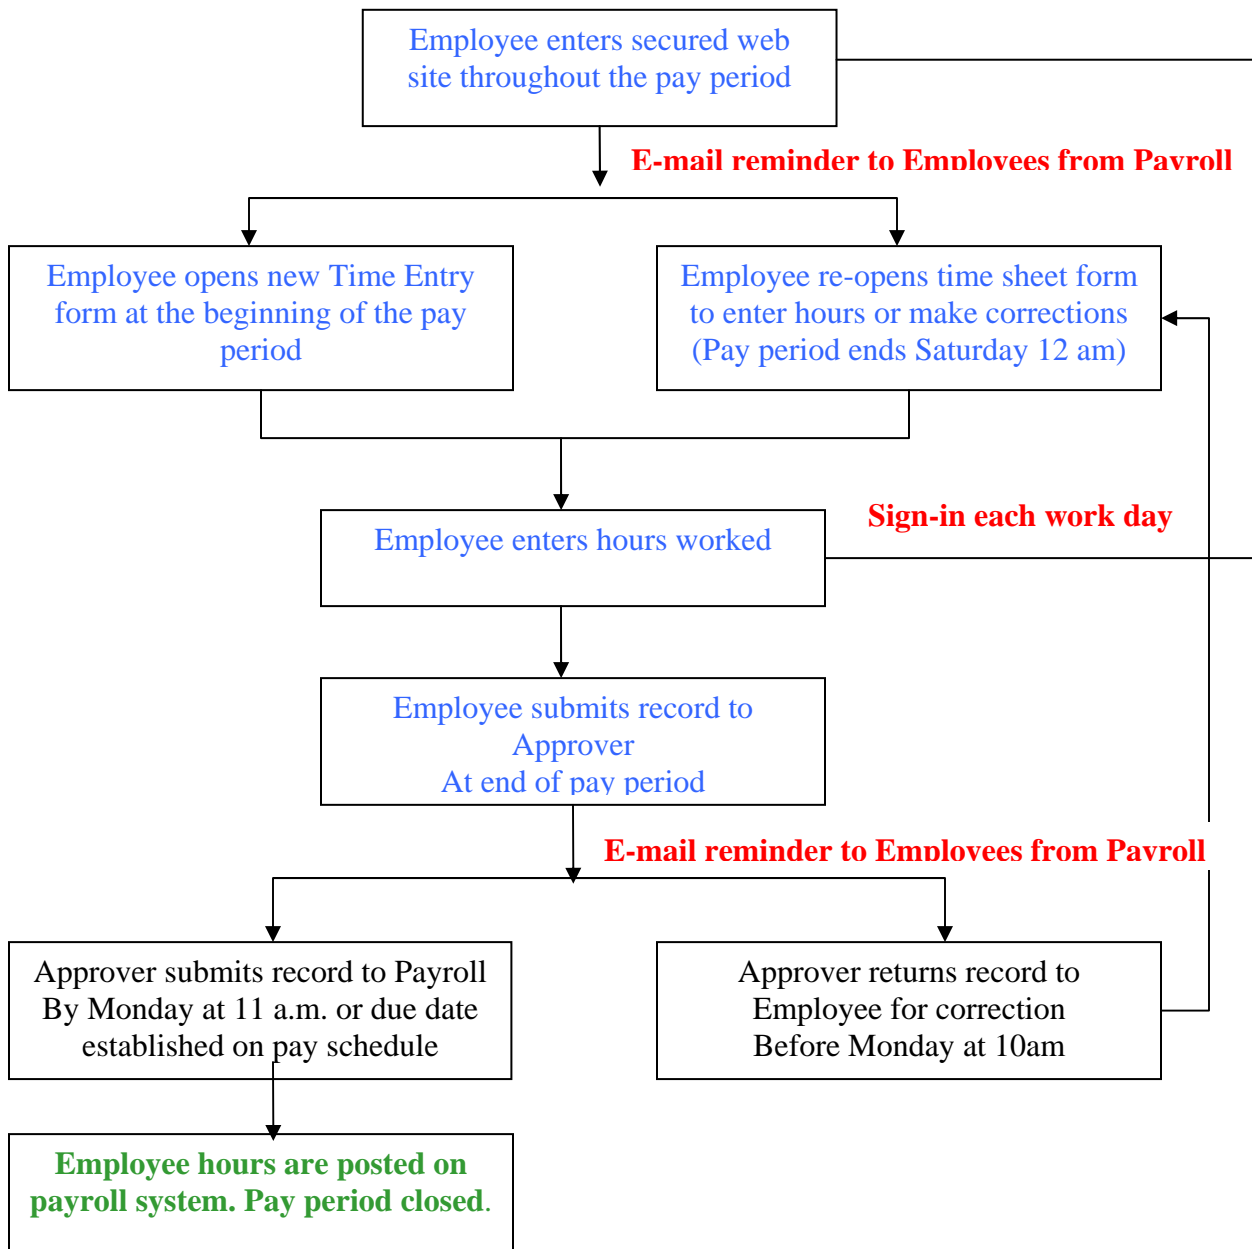 Employee enters secured web
site throughout the pay period
E-mail reminder to Employees from Payroll
Employee opens new Time Entry
form at the beginning of the pay
period
Employee re-opens time sheet form
to enter hours or make corrections
(Pay period ends Saturday 12 am)
Sign-in each work day
Employee enters hours worked
Employee submits record to
Approver
At end of pay period
E-mail reminder to Employees from Payroll
Approver submits record to Payroll
By Monday at 11 a.m. or due date
established on pay schedule
Approver returns record to
Employee for correction
Before Monday at 10am
Employee hours are posted on
payroll system. Pay period closed.